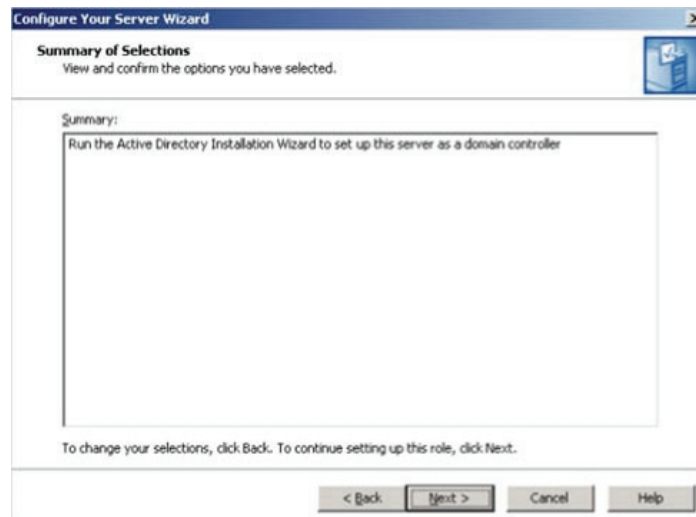 Configure Your Server Wizard
Summary of Selections
View and confirm the options you have selected.
Summary:
Run the Active Directory Installation Wizard to set up this server as a domain controller
To change your selections, click Back. To continue setting up this role, click Next.
< Back Next > Cancel Help